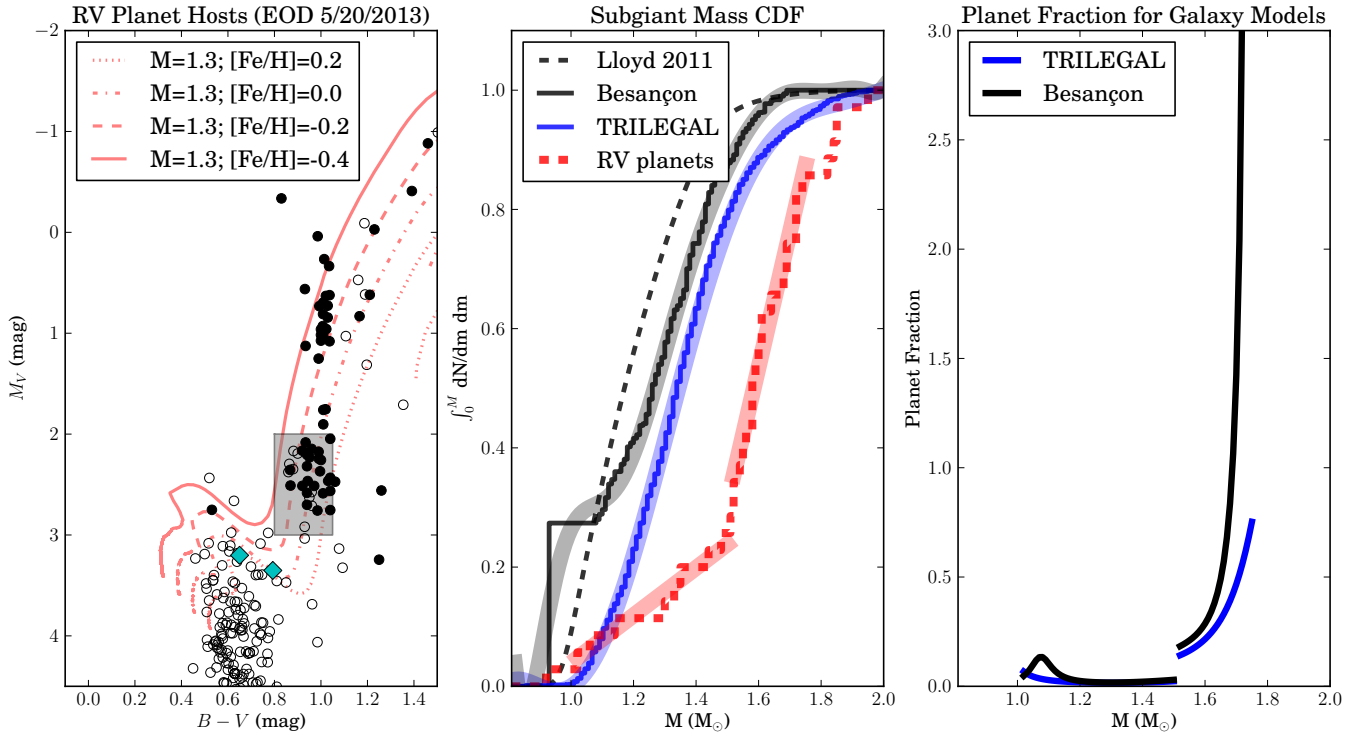 RV Planet Hosts (EOD 5/20/2013)
M=1.3; [Fe/H]=0.2
M=1.3; [Fe/H]=0.0
M=1.3; [Fe/H]=-0.2
M=1.3; [Fe/H]=-0.4
−2
−1
0
1
2
3
4
M_V (mag)
0.0 0.2 0.4 0.6 0.8 1.0 1.2 1.4
B − V (mag)
Subgiant Mass CDF
Lloyd 2011
Besançon
TRILEGAL
RV planets
1.0
0.8
0.6
0.4
0.2
0.0
∫_0^M dN/dm dm
1.0 1.2 1.4 1.6 1.8 2.0
M (M_⊙)
Planet Fraction for Galaxy Models
TRILEGAL
Besançon
3.0
2.5
2.0
1.5
1.0
0.5
0.0
Planet Fraction
1.0 1.2 1.4 1.6 1.8 2.0
M (M_⊙)